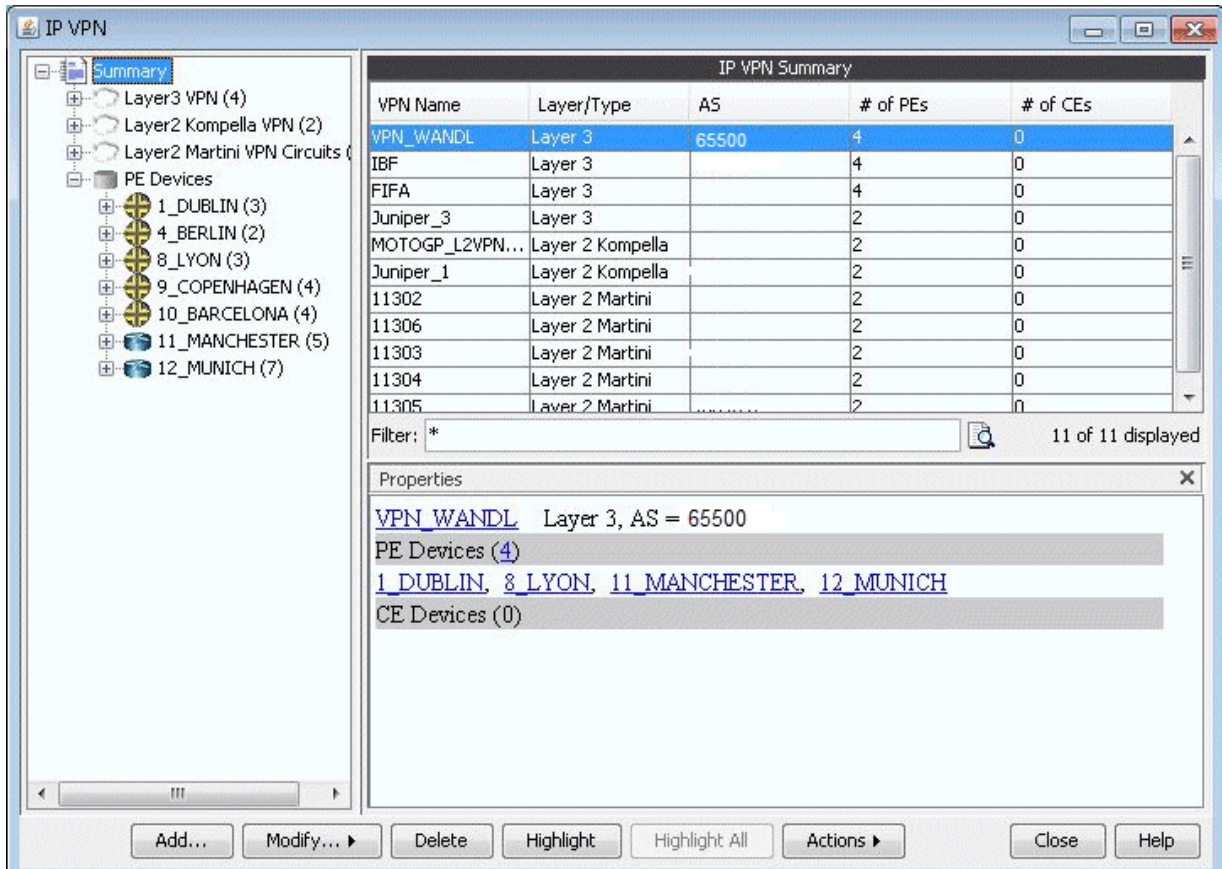 IP VPN
Summary
Layer3 VPN (4)
Layer2 Kompella VPN (2)
Layer2 Martini VPN Circuits (
PE Devices
1_DUBLIN (3)
4_BERLIN (2)
8_LYON (3)
9_COPENHAGEN (4)
10_BARCELONA (4)
11_MANCHESTER (5)
12_MUNICH (7)
IP VPN Summary
VPN Name Layer/Type AS # of PEs # of CEs
VPN_WANDL Layer 3 65500 4 0
IBF Layer 3 4 0
FIFA Layer 3 4 0
Juniper_3 Layer 3 2 0
MOTOGP_L2VPN... Layer 2 Kompella 2 0
Juniper_1 Layer 2 Kompella 2 0
11302 Layer 2 Martini 2 0
11306 Layer 2 Martini 2 0
11303 Layer 2 Martini 2 0
11304 Layer 2 Martini 2 0
11305 Layer 2 Martini 2 0
Filter: * 11 of 11 displayed
Properties
VPN_WANDL Layer 3, AS = 65500
PE Devices (4)
1_DUBLIN, 8_LYON, 11_MANCHESTER, 12_MUNICH
CE Devices (0)
Add... Modify... Delete Highlight Highlight All Actions Close Help